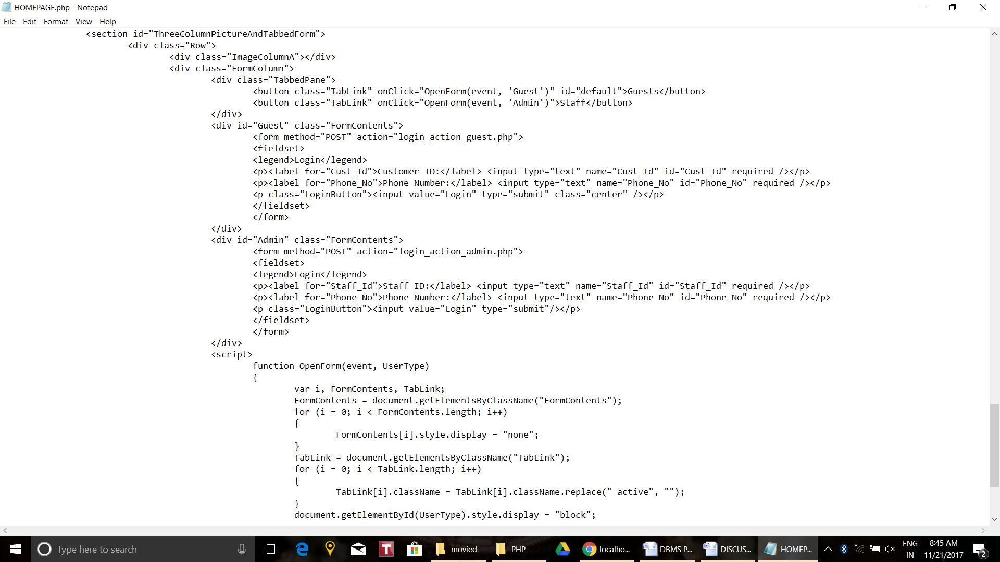 HOMEPAGE.php - Notepad
File Edit Format View Help
<section id="ThreeColumnPictureAndTabbedForm">
<div class="Row">
<div class="ImageColumnA"></div>
<div class="FormColumn">
<div class="TabbedPane">
<button class="TabLink" onClick="OpenForm(event, 'Guest')" id="default">Guests</button>
<button class="TabLink" onClick="OpenForm(event, 'Admin')">Staff</button>
</div>
<div id="Guest" class="FormContents">
<form method="POST" action="login_action_guest.php">
<fieldset>
<legend>Login</legend>
<p><label for="Cust_Id">Customer ID:</label> <input type="text" name="Cust_Id" id="Cust_Id" required /></p>
<p><label for="Phone_No">Phone Number:</label> <input type="text" name="Phone_No" id="Phone_No" required /></p>
<p class="LoginButton"><input value="Login" type="submit" class="center" /></p>
</fieldset>
</form>
</div>
<div id="Admin" class="FormContents">
<form method="POST" action="login_action_admin.php">
<fieldset>
<legend>Login</legend>
<p><label for="Staff_Id">Staff ID:</label> <input type="text" name="Staff_Id" id="Staff_Id" required /></p>
<p><label for="Phone_No">Phone Number:</label> <input type="text" name="Phone_No" id="Phone_No" required /></p>
<p class="LoginButton"><input value="Login" type="submit"/></p>
</fieldset>
</form>
</div>
<script>
function OpenForm(event, UserType)
{
var i, FormContents, TabLink;
FormContents = document.getElementsByClassName("FormContents");
for (i = 0; i < FormContents.length; i++)
{
FormContents[i].style.display = "none";
}
TabLink = document.getElementsByClassName("TabLink");
for (i = 0; i < TabLink.length; i++)
{
TabLink[i].className = TabLink[i].className.replace(" active", "");
}
document.getElementById(UserType).style.display = "block";
Type here to search
T
movied
PHP
localho...
DBMS P...
DISCUS...
HOMEP...
ENG
IN
8:45 AM
11/21/2017
2